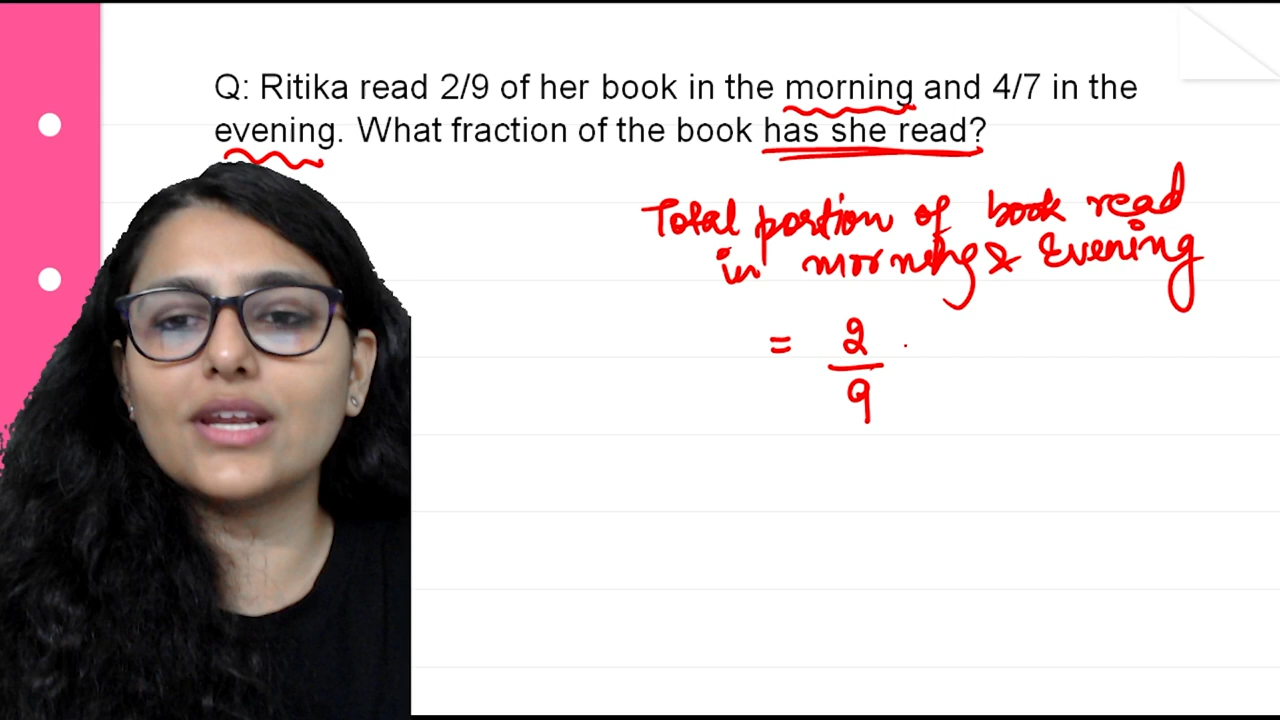 Q: Ritika read 2/9 of her book in the morning and 4/7 in the
evening. What fraction of the book has she read?
Total portion of book read
in morning & Evening
= 2/9